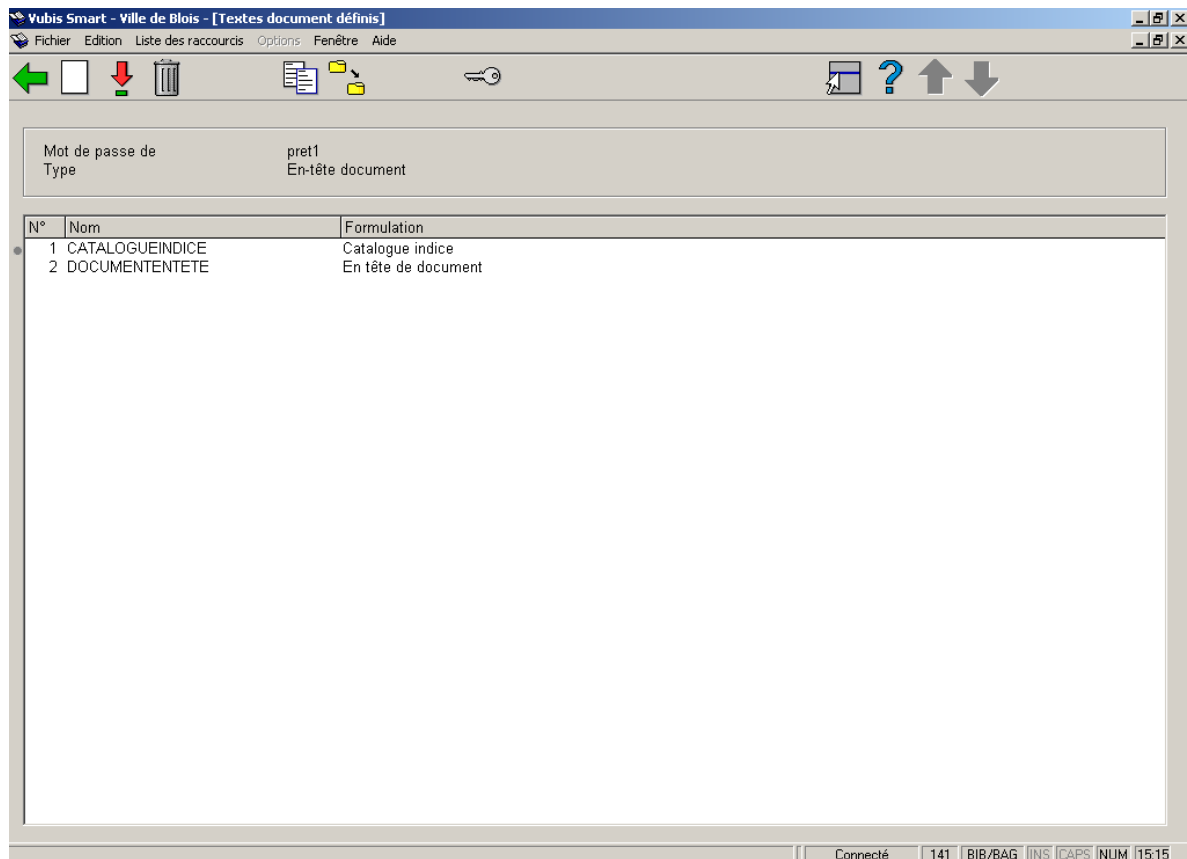 Vubis Smart - Ville de Blois - [Textes document définis]
Fichier Edition Liste des raccourcis Options Fenêtre Aide
Mot de passe de pret1
Type En-tête document
N° Nom Formulation
1 CATALOGUEINDICE Catalogue indice
2 DOCUMENTENTETE En tête de document
Connecté 141 BIB/BAG INS CAPS NUM 15:15